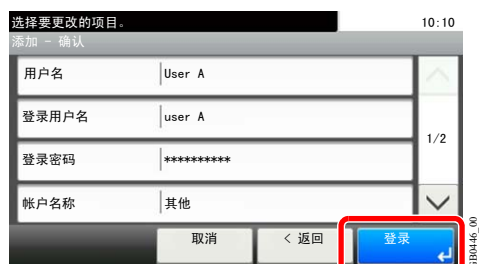 选择要更改的项目。 10:10
添加 - 确认
用户名 User A
登录用户名 user A
1/2
登录密码 **********
帐户名称 其他
取消 < 返回 登录
GB0446_00